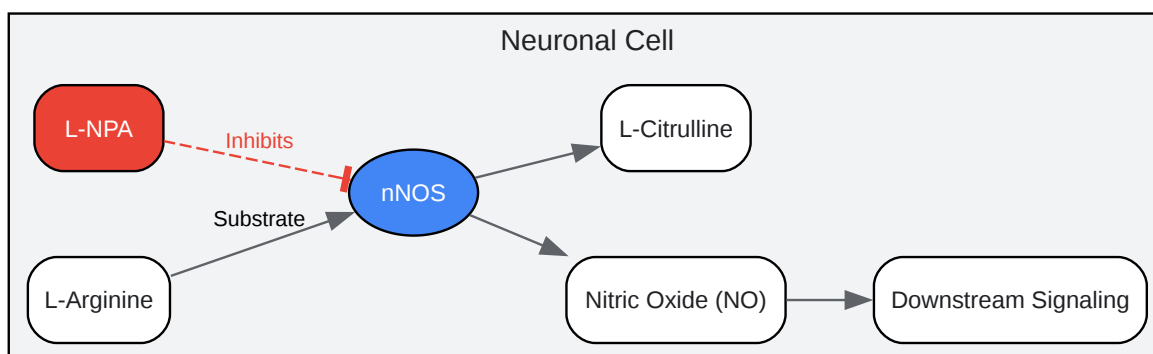 Neuronal Cell
L-NPA
Inhibits
L-Citrulline
nNOS
Substrate
L-Arginine
Nitric Oxide (NO)
Downstream Signaling